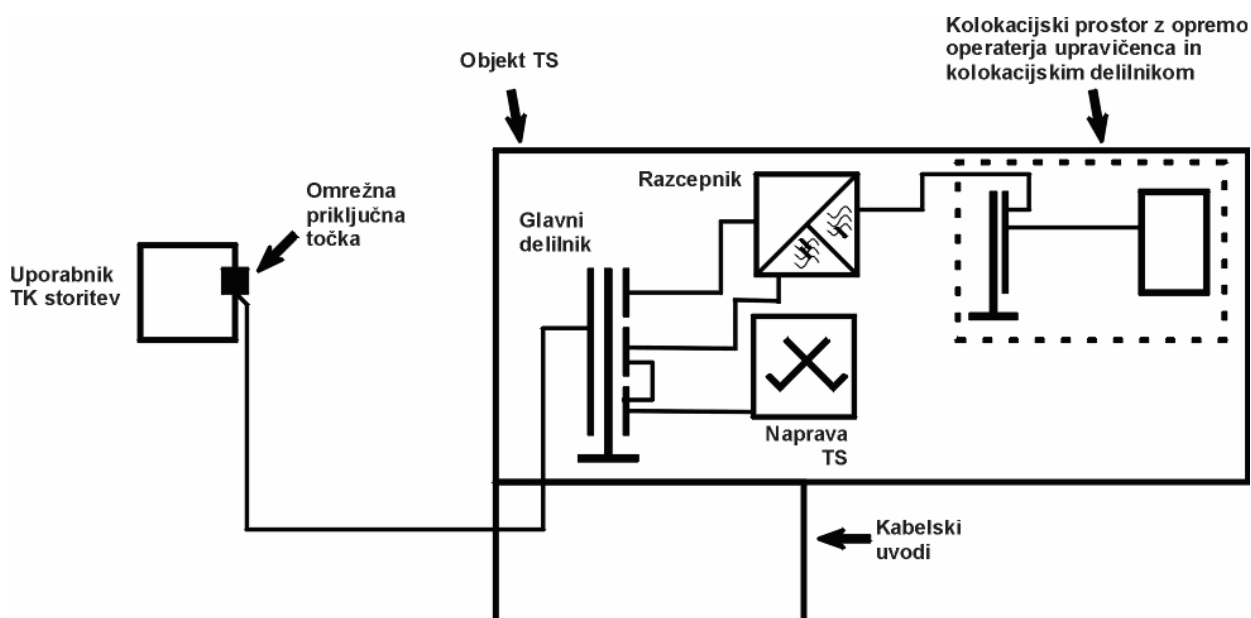 Kolokacijski prostor z opremo
operaterja upravičenca in
kolokacijskim delilnikom
Objekt TS
Razcepnik
Omrežna
priključna
točka
Glavni
delilnik
Uporabnik
TK storitev
Naprava
TS
Kabelski
uvodi